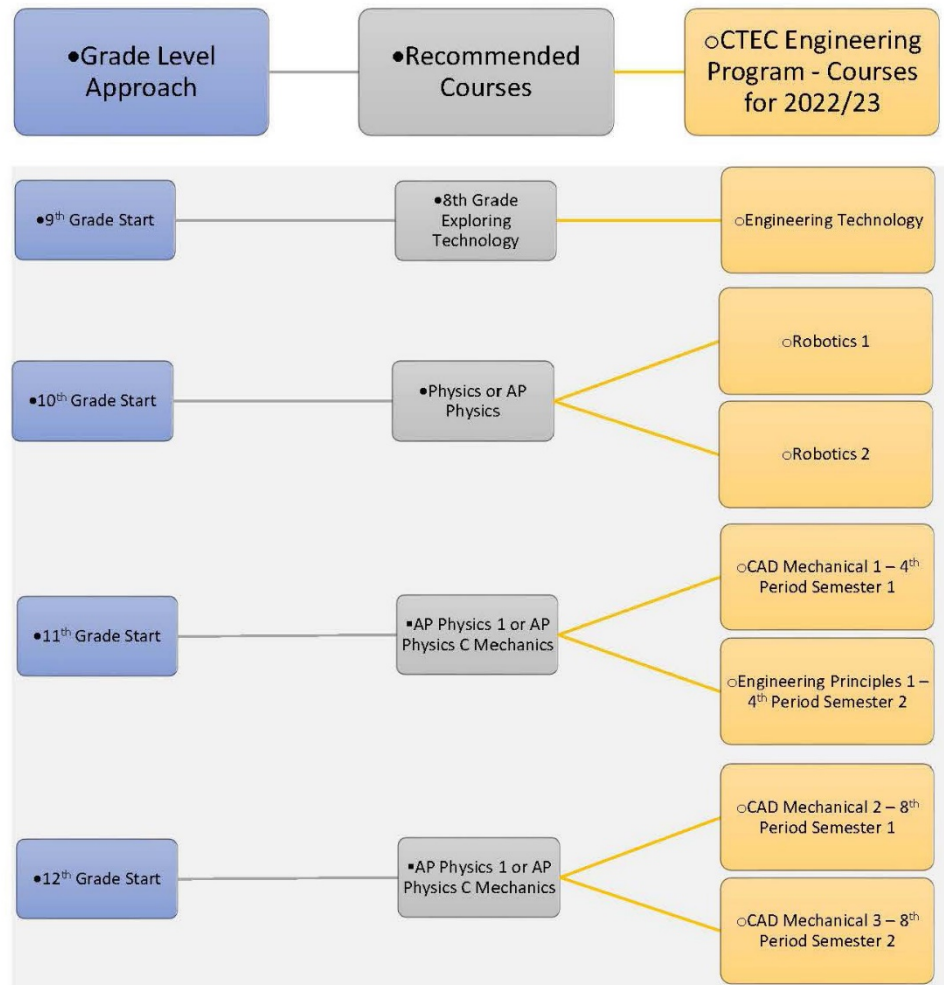 ●Grade Level
Approach
●Recommended
Courses
○CTEC Engineering
Program - Courses
for 2022/23
●9th Grade Start
●8th Grade
Exploring
Technology
○Engineering Technology
●10th Grade Start
●Physics or AP
Physics
○Robotics 1
○Robotics 2
●11th Grade Start
▪AP Physics 1 or AP
Physics C Mechanics
○CAD Mechanical 1 – 4th
Period Semester 1
○Engineering Principles 1 –
4th Period Semester 2
●12th Grade Start
▪AP Physics 1 or AP
Physics C Mechanics
○CAD Mechanical 2 – 8th
Period Semester 1
○CAD Mechanical 3 – 8th
Period Semester 2